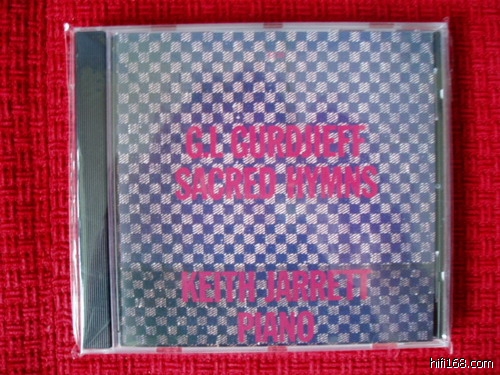 G.I. GURDJIEFF
SACRED HYMNS
KEITH JARRETT
PIANO
hifi168.com